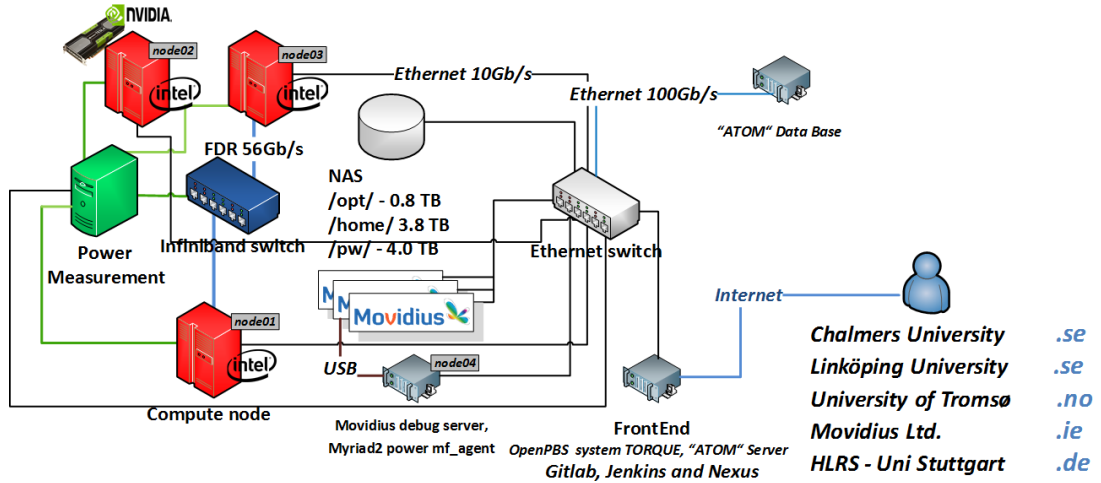 NVIDIA.
node02
node03
intel
intel
Ethernet 10Gb/s
Ethernet 100Gb/s
“ATOM“ Data Base
FDR 56Gb/s
NAS
/opt/ - 0.8 TB
/home/ 3.8 TB
/pw/ - 4.0 TB
Power
Measurement
Infiniband switch
Ethernet switch
M
M
Movidius
node01
intel
Compute node
USB
node04
Movidius debug server,
Myriad2 power mf_agent
FrontEnd
OpenPBS system TORQUE, “ATOM“ Server
Gitlab, Jenkins and Nexus
Internet
Chalmers University .se
Linköping University .se
University of Tromsø .no
Movidius Ltd. .ie
HLRS - Uni Stuttgart .de